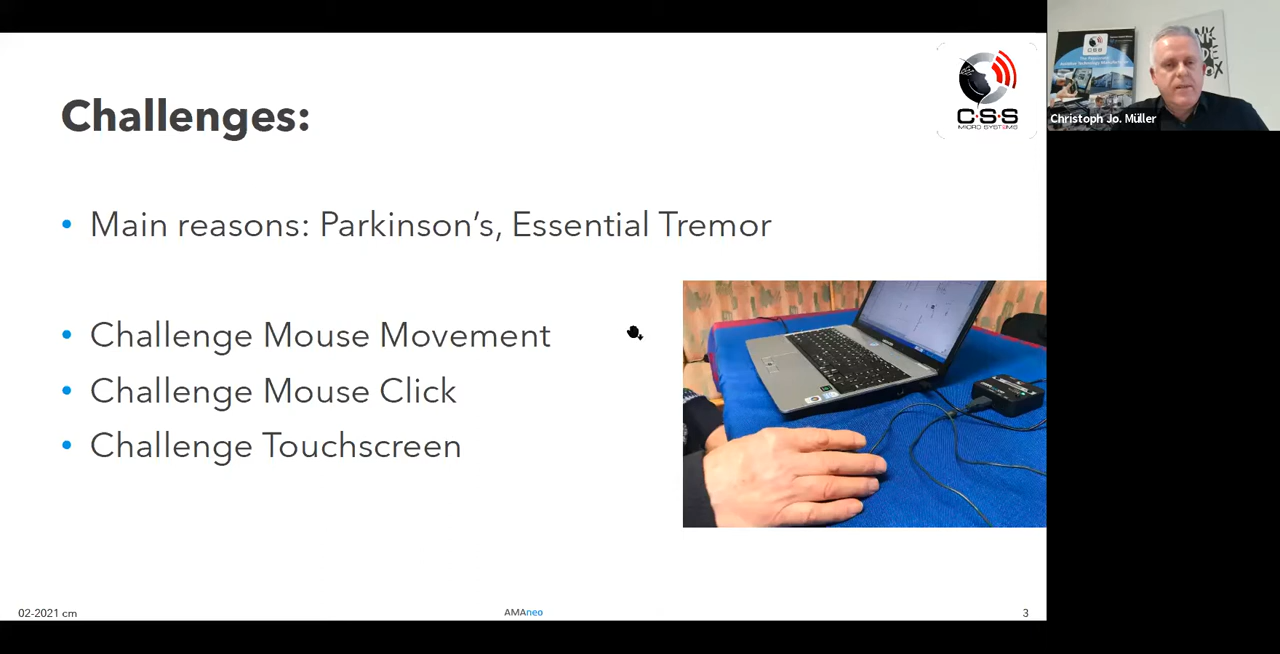 Challenges:
C·S·S
MICRO SYSTEMS
• Main reasons: Parkinson's, Essential Tremor
• Challenge Mouse Movement
• Challenge Mouse Click
• Challenge Touchscreen
02-2021 cm
AMAneo
3
CSS
Christoph Jo. Müller